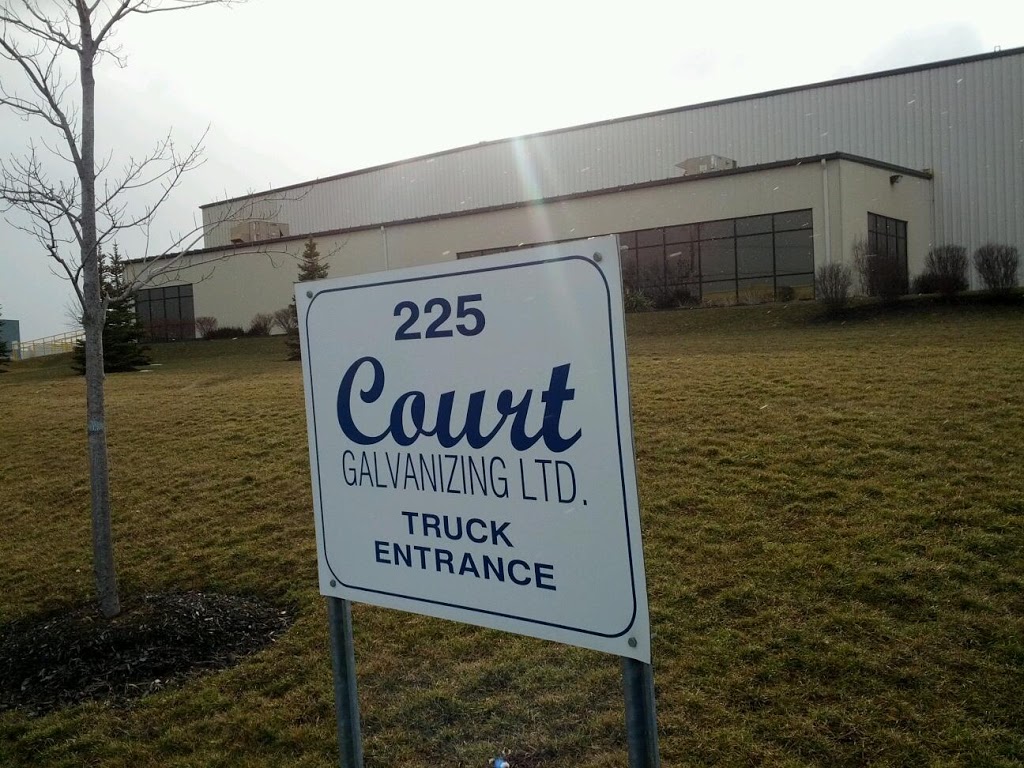 225
Court
GALVANIZING LTD.
TRUCK
ENTRANCE